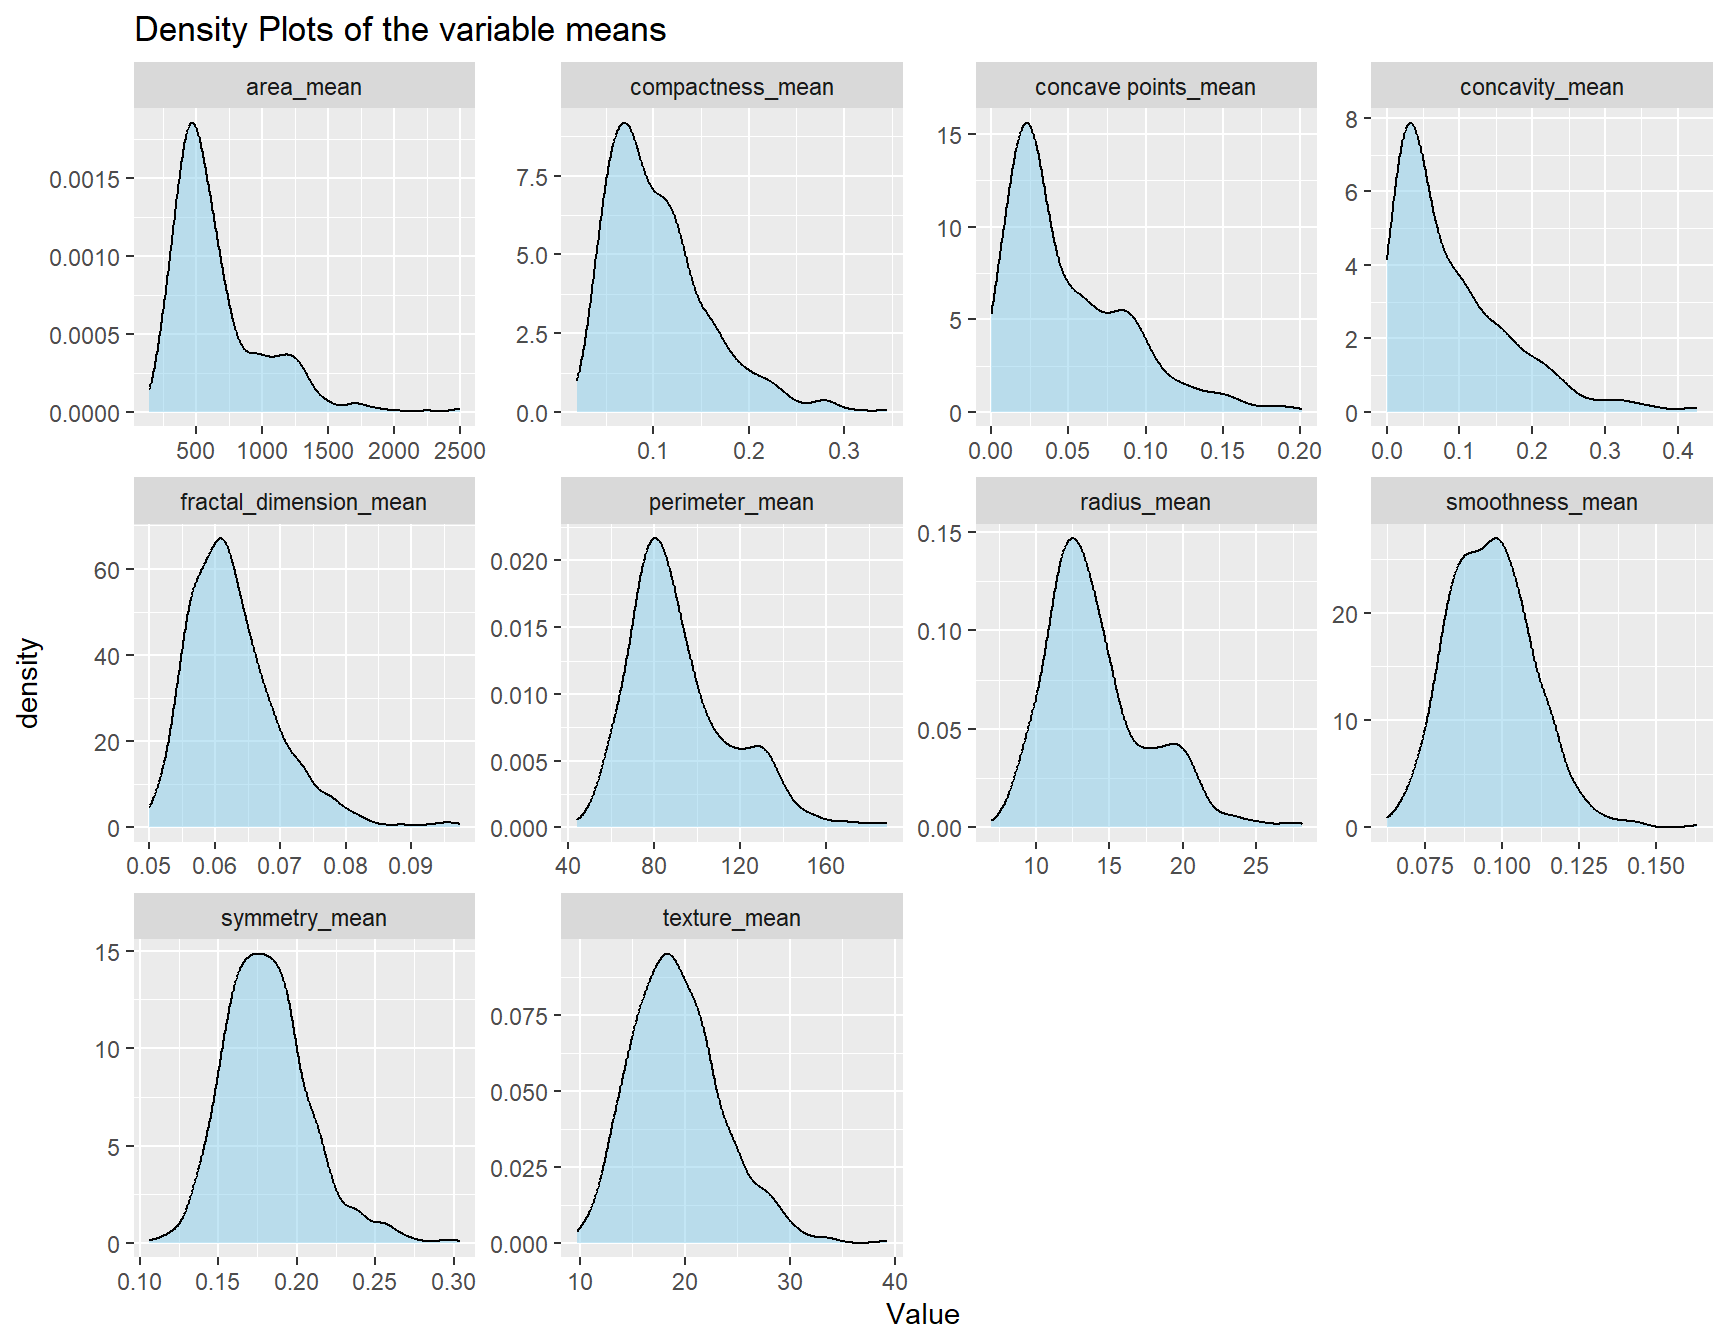 Density Plots of the variable means
area_mean compactness_mean concave points_mean concavity_mean
0.0015
0.0010
0.0005
0.0000
500 1000 1500 2000 2500
7.5
5.0
2.5
0.0
0.1 0.2 0.3
15
10
5
0
0.00 0.05 0.10 0.15 0.20
8
6
4
2
0
0.0 0.1 0.2 0.3 0.4
fractal_dimension_mean perimeter_mean radius_mean smoothness_mean
60
40
20
0
0.05 0.06 0.07 0.08 0.09
0.020
0.015
0.010
0.005
0.000
40 80 120 160
0.15
0.10
0.05
0.00
10 15 20 25
20
10
0
0.075 0.100 0.125 0.150
density
symmetry_mean texture_mean
15
10
5
0
0.10 0.15 0.20 0.25 0.30
0.075
0.050
0.025
0.000
10 20 30 40
Value